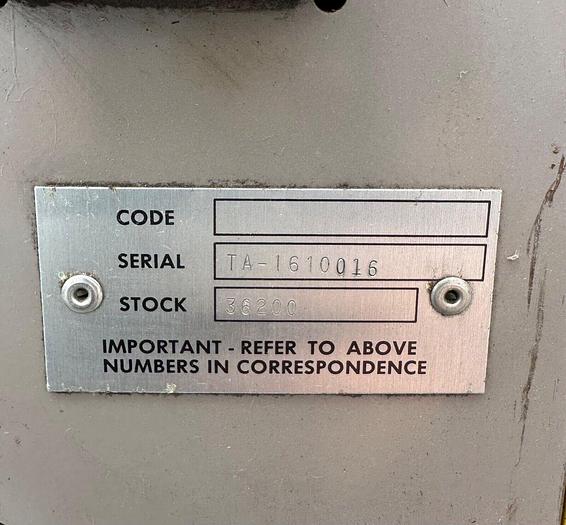 CODE
SERIAL TA-1610016
STOCK 36200
IMPORTANT - REFER TO ABOVE
NUMBERS IN CORRESPONDENCE